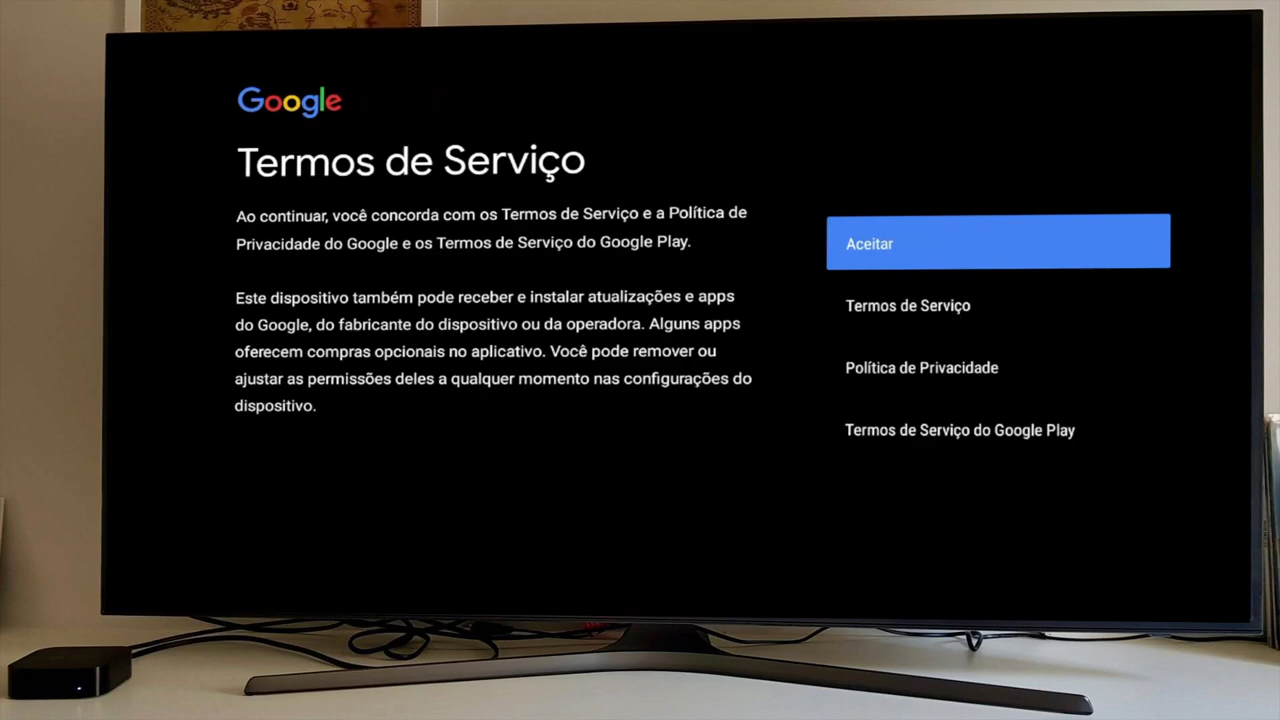 Google
Termos de Serviço
Ao continuar, você concorda com os Termos de Serviço e a Política de
Privacidade do Google e os Termos de Serviço do Google Play.
Este dispositivo também pode receber e instalar atualizações e apps
do Google, do fabricante do dispositivo ou da operadora. Alguns apps
oferecem compras opcionais no aplicativo. Você pode remover ou
ajustar as permissões deles a qualquer momento nas configurações do
dispositivo.
Aceitar
Termos de Serviço
Política de Privacidade
Termos de Serviço do Google Play